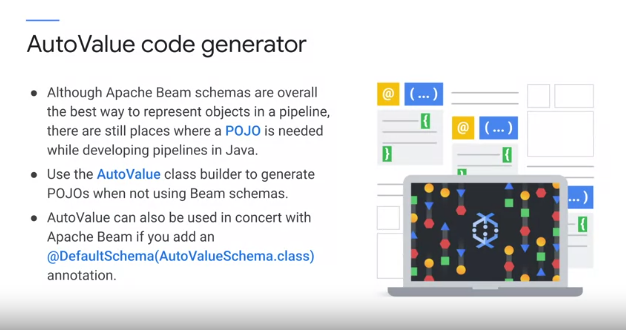 AutoValue code generator
● Although Apache Beam schemas are overall
the best way to represent objects in a pipeline,
there are still places where a POJO is needed
while developing pipelines in Java.
● Use the AutoValue class builder to generate
POJOs when not using Beam schemas.
● AutoValue can also be used in concert with
Apache Beam if you add an
@DefaultSchema(AutoValueSchema.class)
annotation.
@ (...)
{
@ (...)
}
{
...)
{